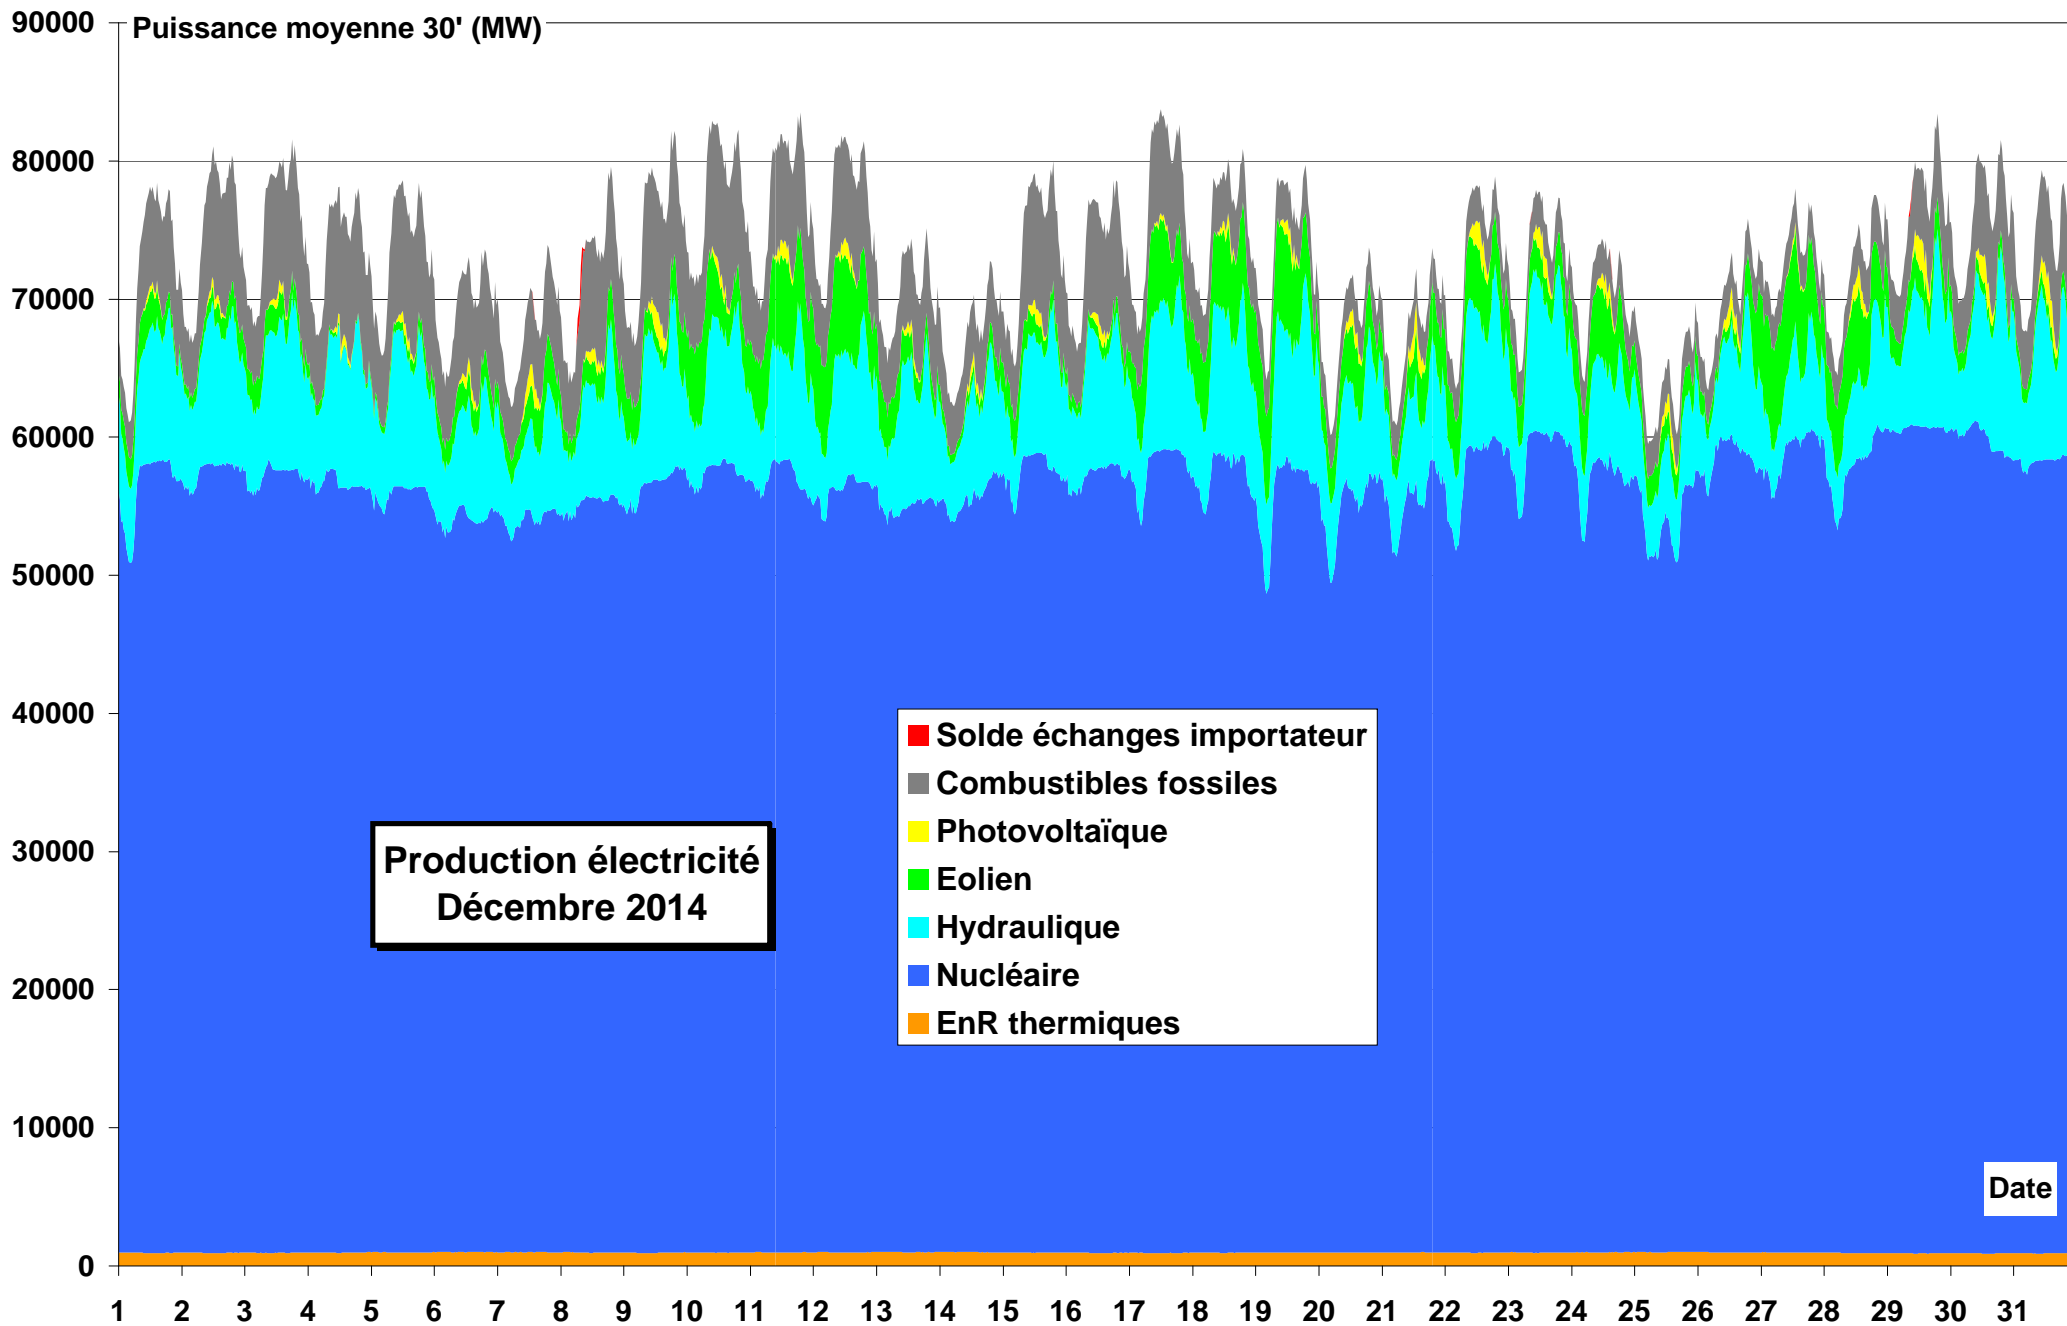 90000
Puissance moyenne 30' (MW)
80000
70000
60000
50000
40000
30000
20000
10000
0
Solde échanges importateur
Combustibles fossiles
Photovoltaïque
Eolien
Hydraulique
Nucléaire
EnR thermiques
Production électricité
Décembre 2014
Date
1 2 3 4 5 6 7 8 9 10 11 12 13 14 15 16 17 18 19 20 21 22 23 24 25 26 27 28 29 30 31